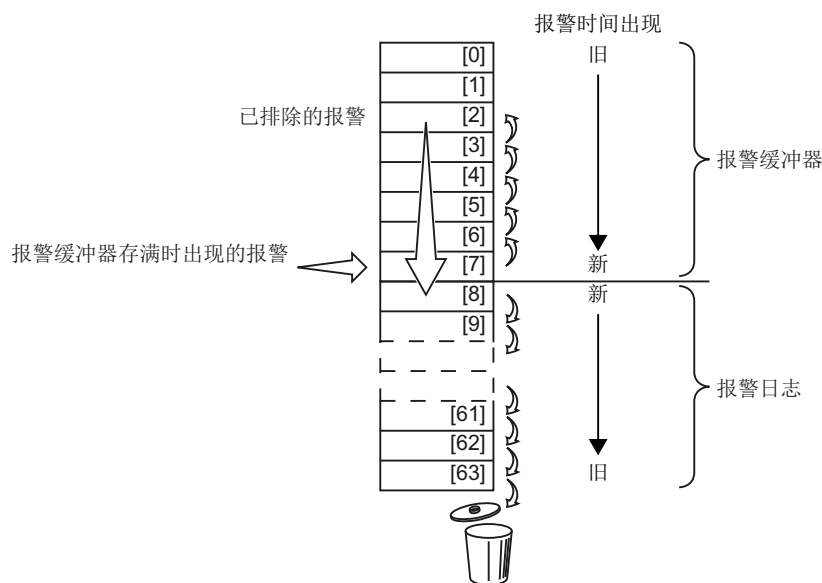 报警时间出现
[0]
旧
[1]
已排除的报警
[2]
[3]
报警缓冲器
[4]
[5]
[6]
报警缓冲器存满时出现的报警
[7]
新
[8]
新
[9]
报警日志
[61]
[62]
[63]
旧